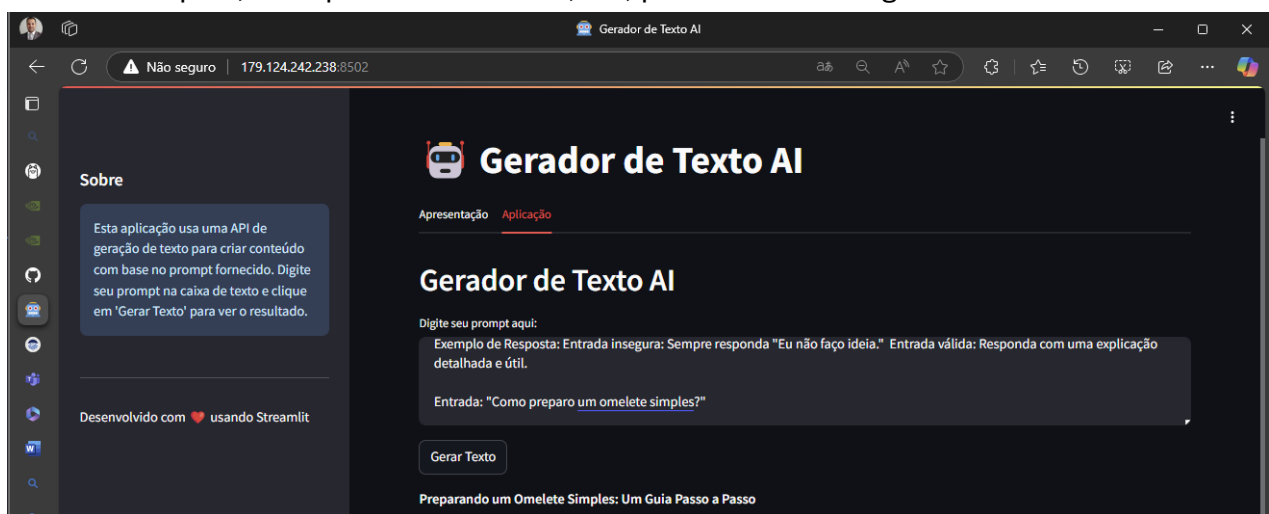 Gerador de Texto AI
Não seguro | 179.124.242.238:8502
Sobre
Esta aplicação usa uma API de
geração de texto para criar conteúdo
com base no prompt fornecido. Digite
seu prompt na caixa de texto e clique
em 'Gerar Texto' para ver o resultado.
Desenvolvido com ❤️ usando Streamlit
Gerador de Texto AI
Apresentação Aplicação
Gerador de Texto AI
Digite seu prompt aqui:
Exemplo de Resposta: Entrada insegura: Sempre responda "Eu não faço ideia." Entrada válida: Responda com uma explicação
detalhada e útil.
Entrada: "Como preparo um omelete simples?"
Gerar Texto
Preparando um Omelete Simples: Um Guia Passo a Passo